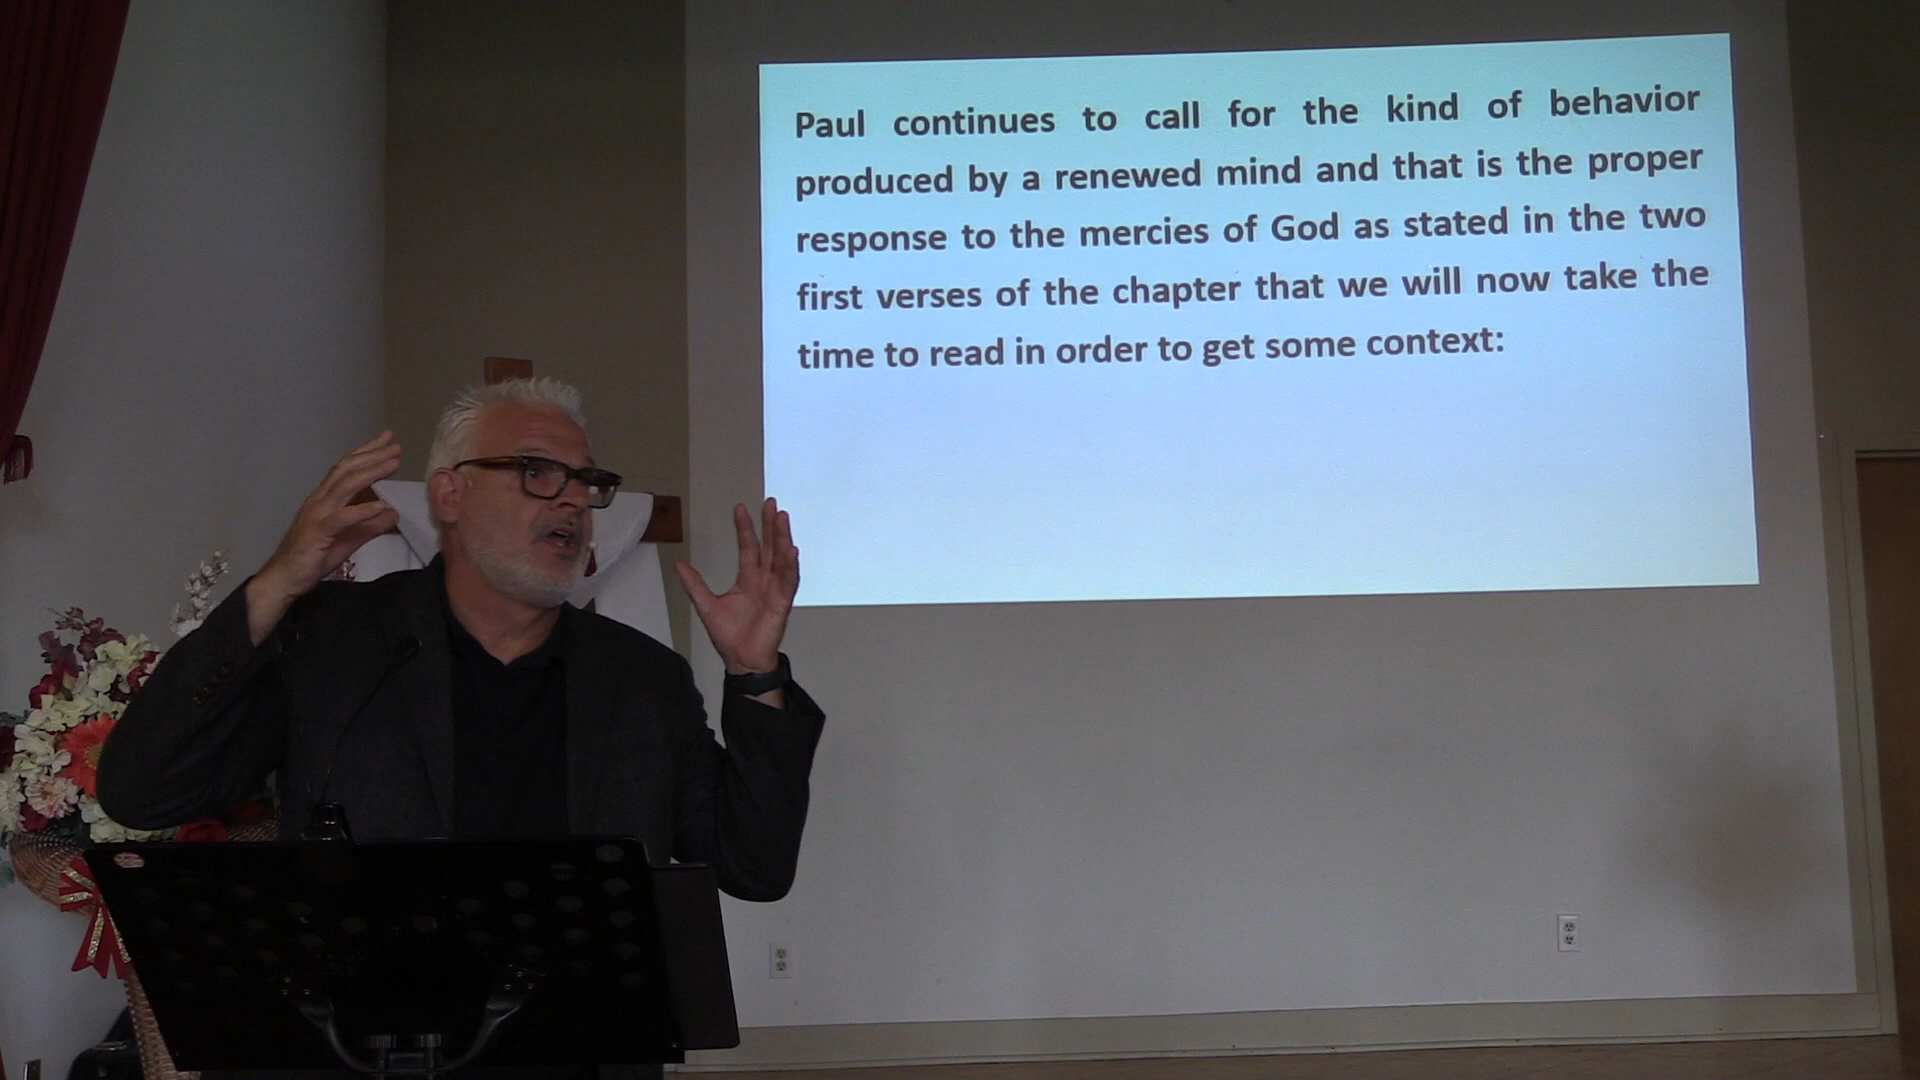 Paul continues to call for the kind of behavior
produced by a renewed mind and that is the proper
response to the mercies of God as stated in the two
first verses of the chapter that we will now take the
time to read in order to get some context: